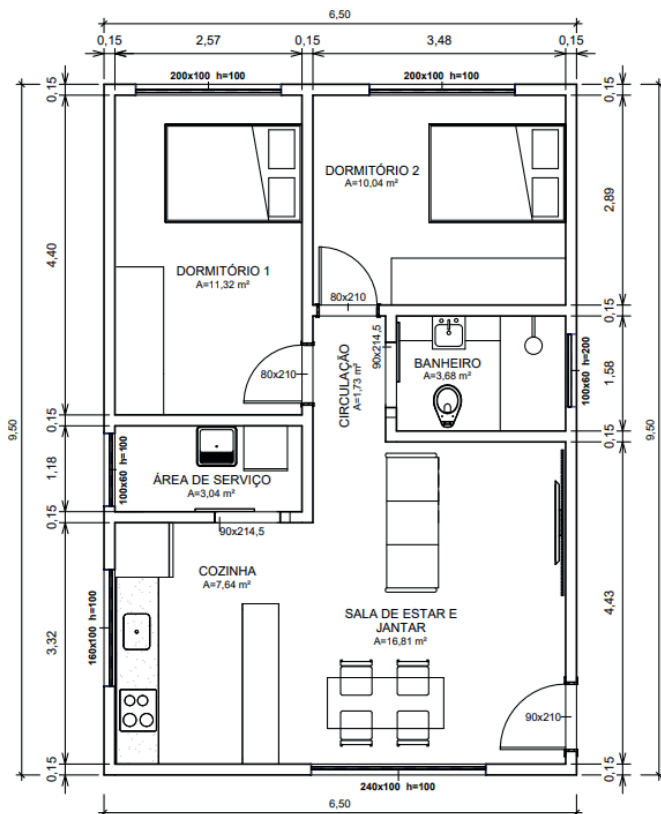 6,50
0,15
2,57
0,15
3,48
0,15
200x100 h=100
200x100 h=100
0,15
0,15
DORMITÓRIO 2
A=10,04 m²
2,89
4,40
DORMITÓRIO 1
A=11,32 m²
80x210
0,15
90x214,5
80x210
CIRCULAÇÃO
A=1,73 m²
BANHEIRO
A=3,68 m²
100x60 h=200
1,58
9,50
9,50
0,15
0,15
1,18
100x60 h=100
ÁREA DE SERVIÇO
A=3,04 m²
0,15
90x214,5
COZINHA
A=7,64 m²
4,43
160x100 h=100
3,32
SALA DE ESTAR E
JANTAR
A=16,81 m²
90x210
0,15
0,15
240x100 h=100
6,50